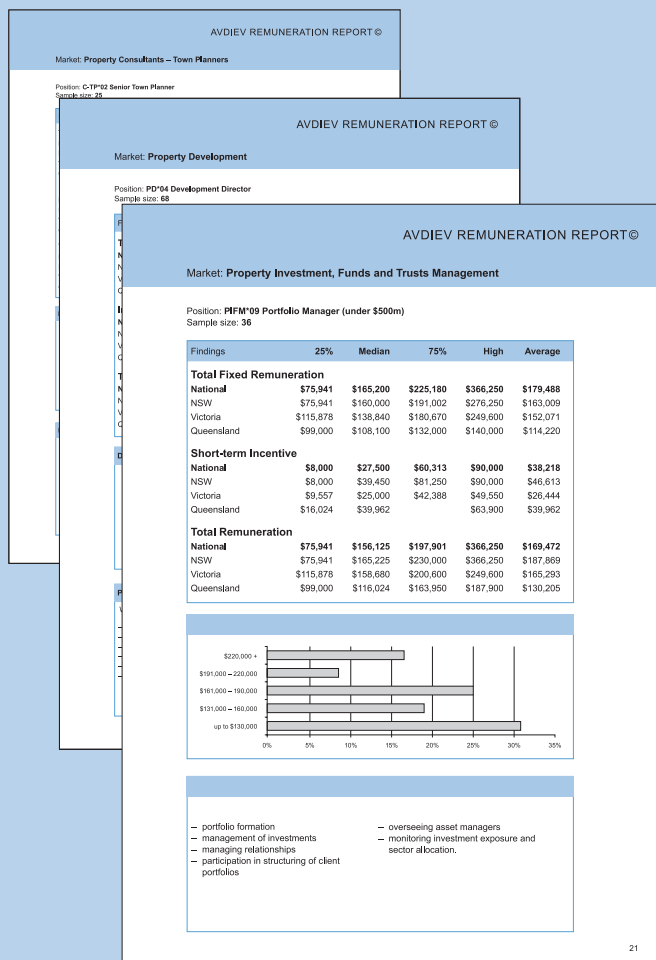 AVDIEV REMUNERATION REPORT ©
Market: Property Consultants – Town Planners
Position: C-TP*02 Senior Town Planner
Sample size: 25
AVDIEV REMUNERATION REPORT ©
Market: Property Development
Position: PD*04 Development Director
Sample size: 68
AVDIEV REMUNERATION REPORT ©
Market: Property Investment, Funds and Trusts Management
Position: PIFM*09 Portfolio Manager (under $500m)
Sample size: 36
Findings 25% Median 75% High Average
Total Fixed Remuneration
National $75,941 $165,200 $225,180 $366,250 $179,488
NSW $75,941 $160,000 $191,002 $276,250 $163,009
Victoria $115,878 $138,840 $180,670 $249,600 $152,071
Queensland $99,000 $108,100 $132,000 $140,000 $114,220
Short-term Incentive
National $8,000 $27,500 $60,313 $90,000 $38,218
NSW $8,000 $39,450 $81,250 $90,000 $46,613
Victoria $9,557 $25,000 $42,388 $49,550 $26,444
Queensland $16,024 $39,962 $63,900 $39,962
Total Remuneration
National $75,941 $156,125 $197,901 $366,250 $169,472
NSW $75,941 $165,225 $230,000 $366,250 $187,869
Victoria $115,878 $158,680 $200,600 $249,600 $165,293
Queensland $99,000 $116,024 $163,950 $187,900 $130,205
$220,000 +
$191,000 – 220,000
$161,000 – 190,000
$131,000 – 160,000
up to $130,000
0% 5% 10% 15% 20% 25% 30% 35%
– portfolio formation
– management of investments
– managing relationships
– participation in structuring of client
portfolios
– overseeing asset managers
– monitoring investment exposure and
sector allocation.
21